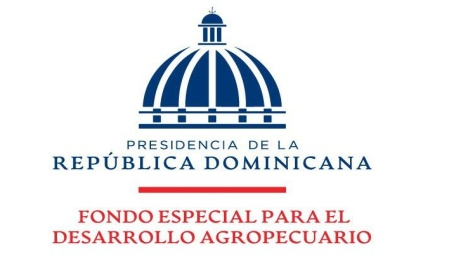 PRESIDENCIA DE LA
REPÚBLICA DOMINICANA
FONDO ESPECIAL PARA EL
DESARROLLO AGROPECUARIO